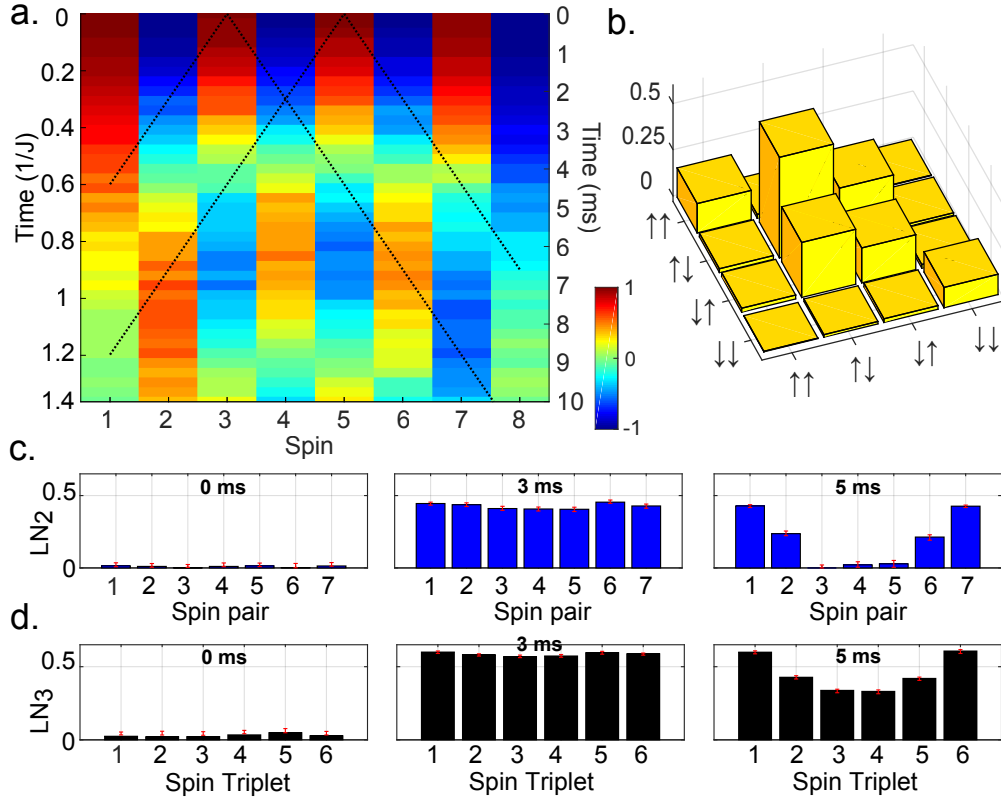 a.
0
0.2
0.4
0.6
0.8
1
1.2
1.4
Time (1/J)
1 2 3 4 5 6 7 8
Spin
0
1
2
3
4
5
6
7
8
9
10
Time (ms)
1
0
-1
b.
0.5
0.25
0
↑↑
↑↓
↓↑
↓↓
↑↑
↑↓
↓↑
↓↓
c.
LN2
0.5
0
0 ms
1 2 3 4 5 6 7
Spin pair
3 ms
1 2 3 4 5 6 7
Spin pair
5 ms
1 2 3 4 5 6 7
Spin pair
d.
LN3
0.5
0
0 ms
1 2 3 4 5 6
Spin Triplet
3 ms
1 2 3 4 5 6
Spin Triplet
5 ms
1 2 3 4 5 6
Spin Triplet